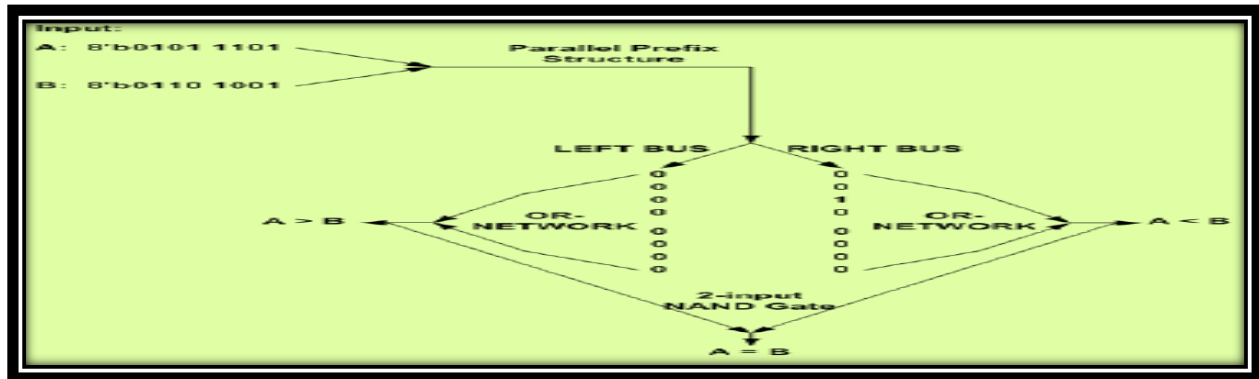 Input:
A: 8'b0101 1101
B: 8'b0110 1001
Parallel Prefix
Structure
LEFT BUS
RIGHT BUS
0 0
0 0
0 1
0 0
0 0
0 0
0 0
0 0
A > B
OR-
NETWORK
OR-
NETWORK
A < B
2-input
NAND Gate
A = B